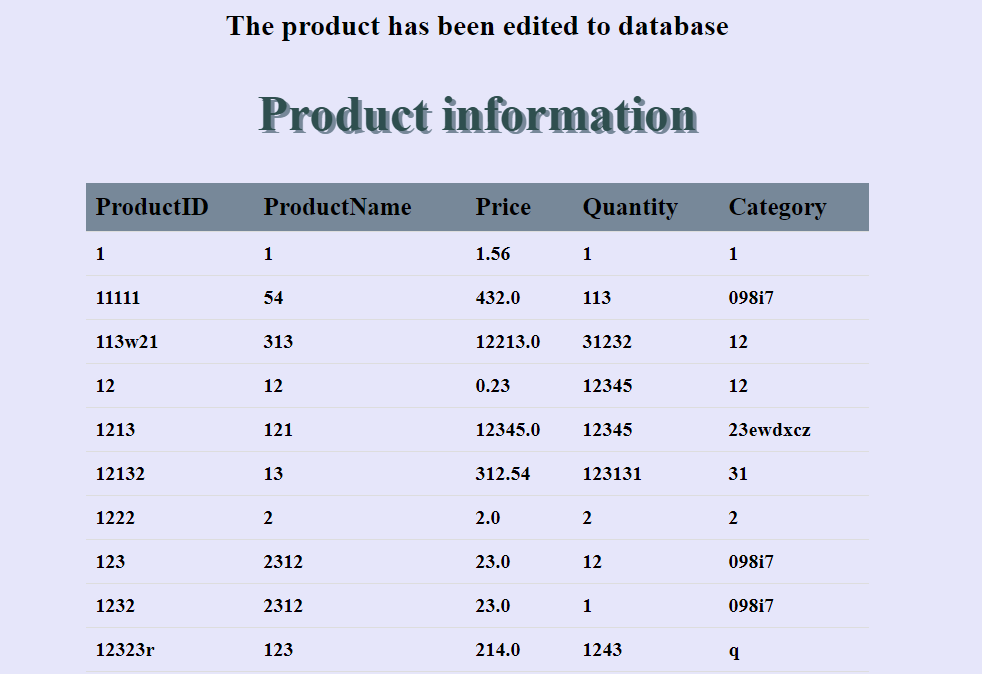 The product has been edited to database
Product information
ProductID ProductName Price Quantity Category
1 1 1.56 1 1
11111 54 432.0 113 098i7
113w21 313 12213.0 31232 12
12 12 0.23 12345 12
1213 121 12345.0 12345 23ewdxcz
12132 13 312.54 123131 31
1222 2 2.0 2 2
123 2312 23.0 12 098i7
1232 2312 23.0 1 098i7
12323r 123 214.0 1243 q